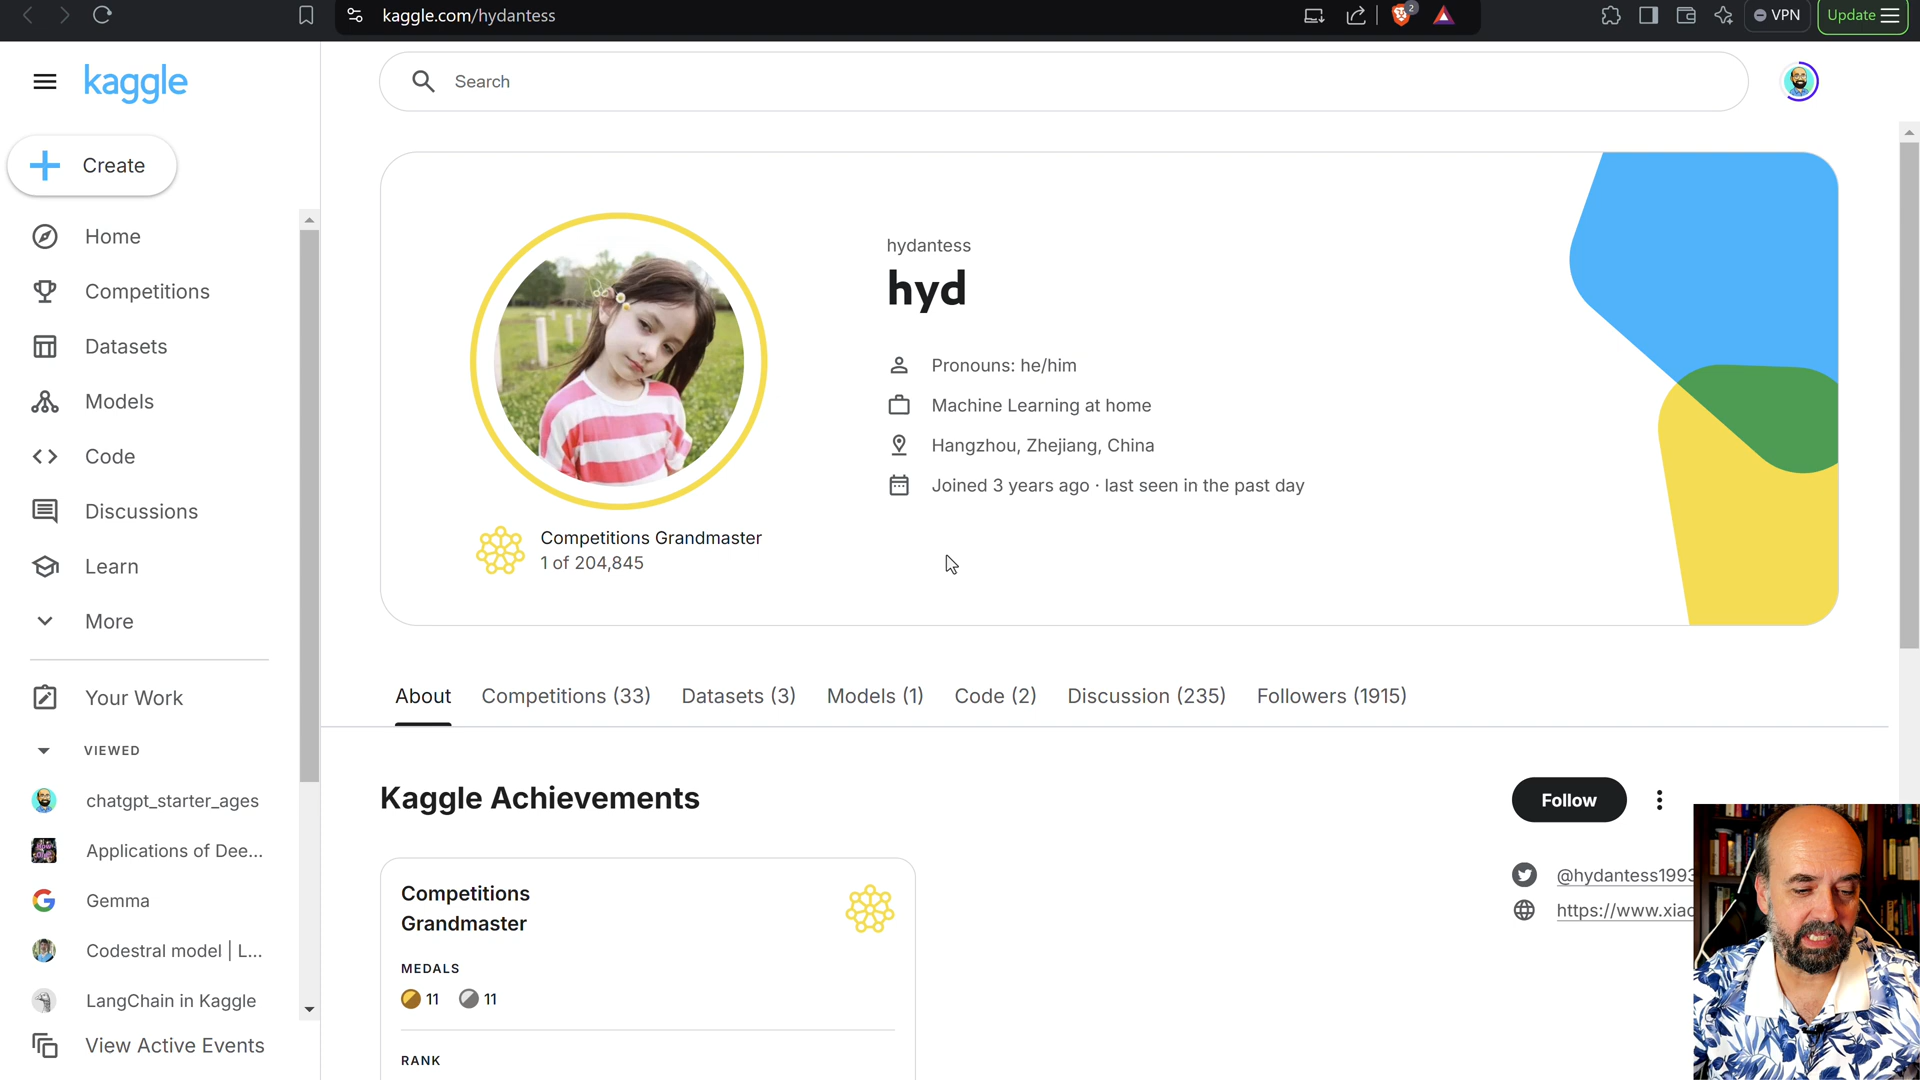 kaggle.com/hydantess
2
VPN
Update
kaggle
Search
Create
Home
Competitions
Datasets
Models
Code
Discussions
Learn
More
Your Work
VIEWED
chatgpt_starter_ages
Applications of Dee...
Gemma
Codestral model | L...
LangChain in Kaggle
View Active Events
hydantess
hyd
Pronouns: he/him
Machine Learning at home
Hangzhou, Zhejiang, China
Joined 3 years ago · last seen in the past day
Competitions Grandmaster
1 of 204,845
About Competitions (33) Datasets (3) Models (1) Code (2) Discussion (235) Followers (1915)
Kaggle Achievements
Follow
@hydantess1993
https://www.xiao
Competitions
Grandmaster
MEDALS
11 11
RANK